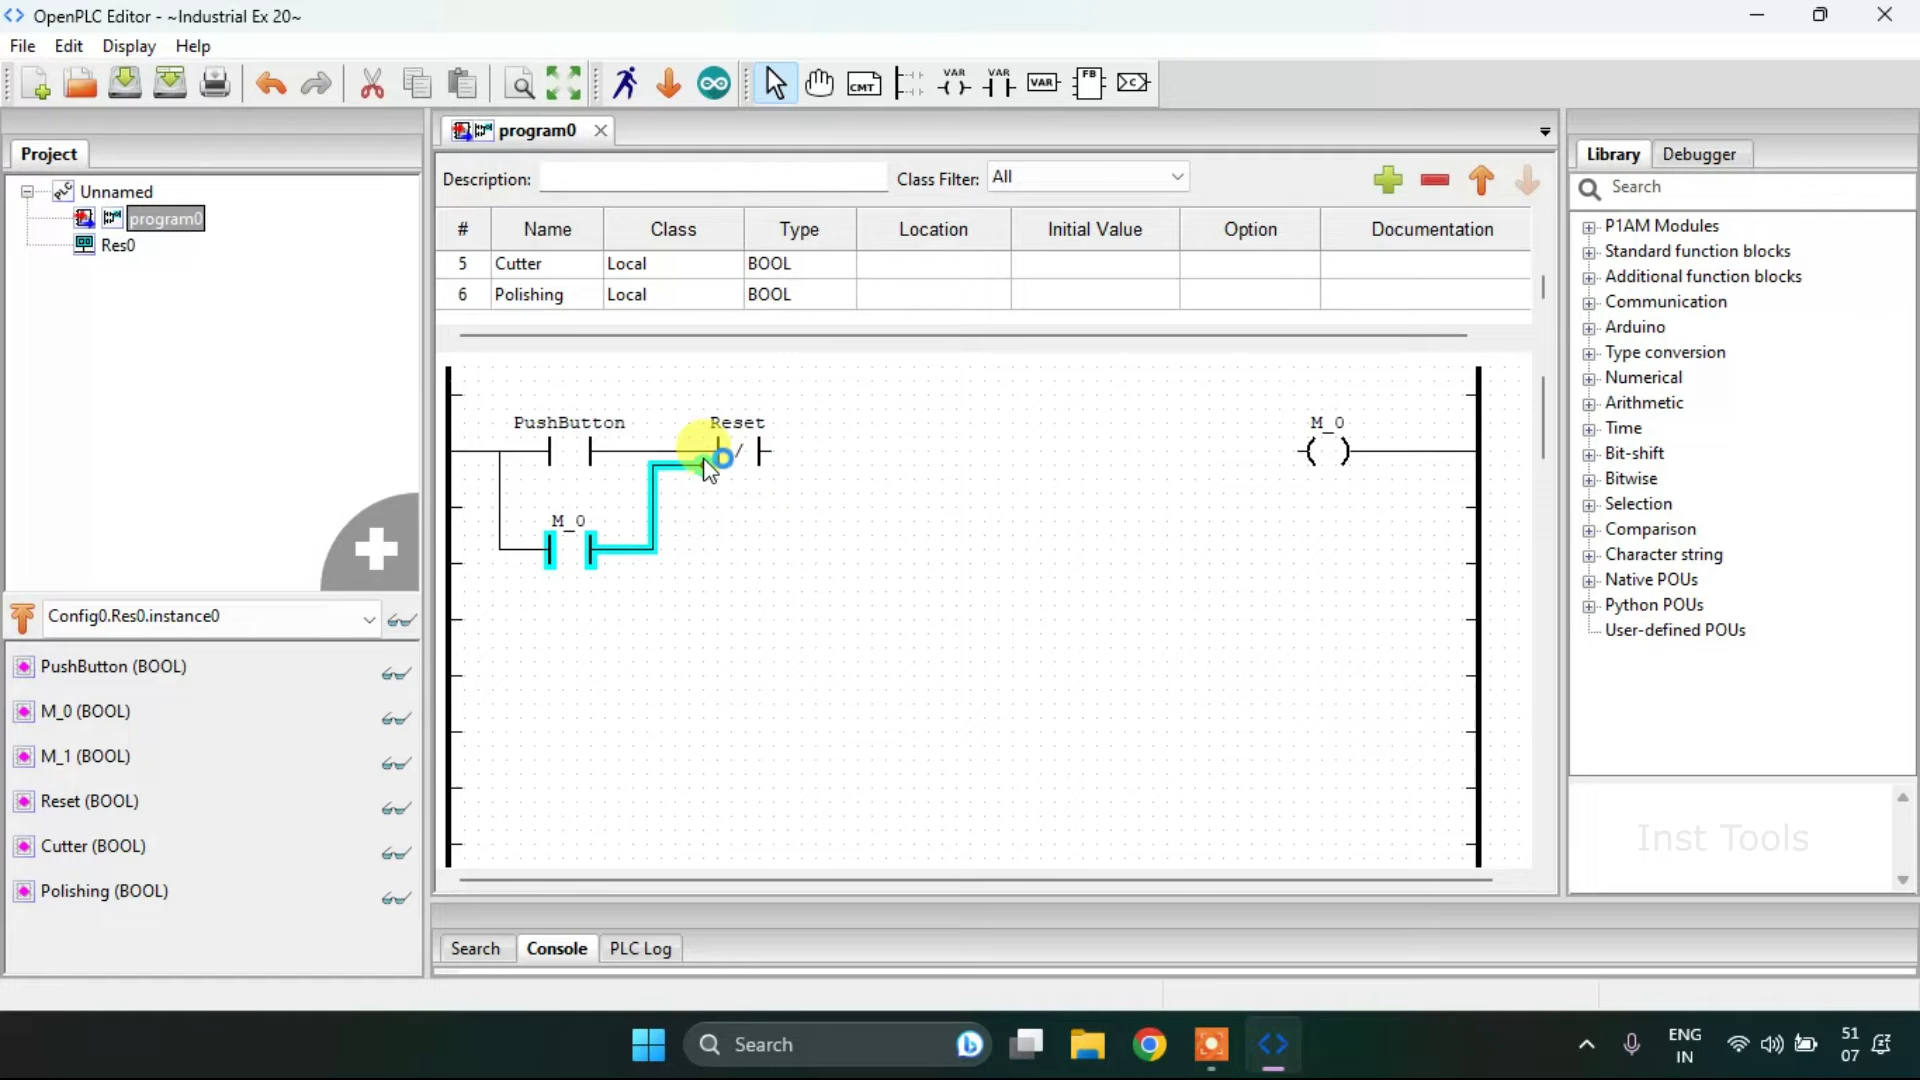 OpenPLC Editor - ~Industrial Ex 20~
File Edit Display Help
CMT VAR VAR VAR FB
Project
Unnamed
program0
Res0
Config0.Res0.instance0
PushButton (BOOL)
M_0 (BOOL)
M_1 (BOOL)
Reset (BOOL)
Cutter (BOOL)
Polishing (BOOL)
program0
Description: Class Filter: All
# Name Class Type Location Initial Value Option Documentation
5 Cutter Local BOOL
6 Polishing Local BOOL
PushButton Reset M_0
M_0
Search Console PLC Log
Library Debugger
Search
P1AM Modules
Standard function blocks
Additional function blocks
Communication
Arduino
Type conversion
Numerical
Arithmetic
Time
Bit-shift
Bitwise
Selection
Comparison
Character string
Native POUs
Python POUs
User-defined POUs
Inst Tools
Search
ENG
IN
51
07